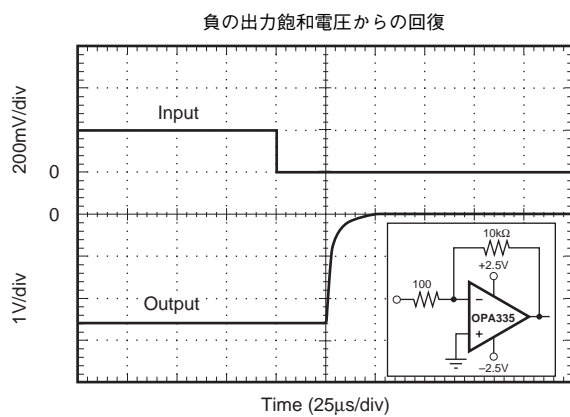 負の出力飽和電圧からの回復
200mV/div
Input
0
0
1V/div
Output
10kΩ
+2.5V
100
−
OPA335
+
−2.5V
Time (25μs/div)